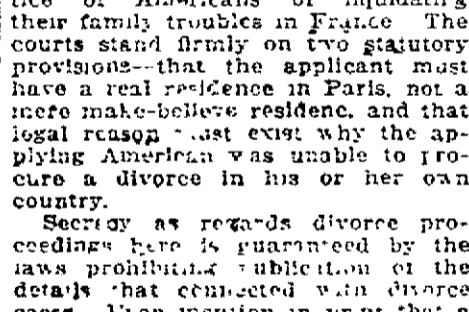 tice of Americans of liquidating
their family troubles in France The
courts stand firmly on two statutory
provisions--that the applicant must
have a real residence in Paris, not a
mere make-believe residenc, and that
legal reason must exist why the ap-
plying American was unable to pro-
cure a divorce in his or her own
country.
Secrecy as regards divorce pro-
ceedings here is guaranteed by the
laws prohibiting publication of the
details that connected with divorce
that a